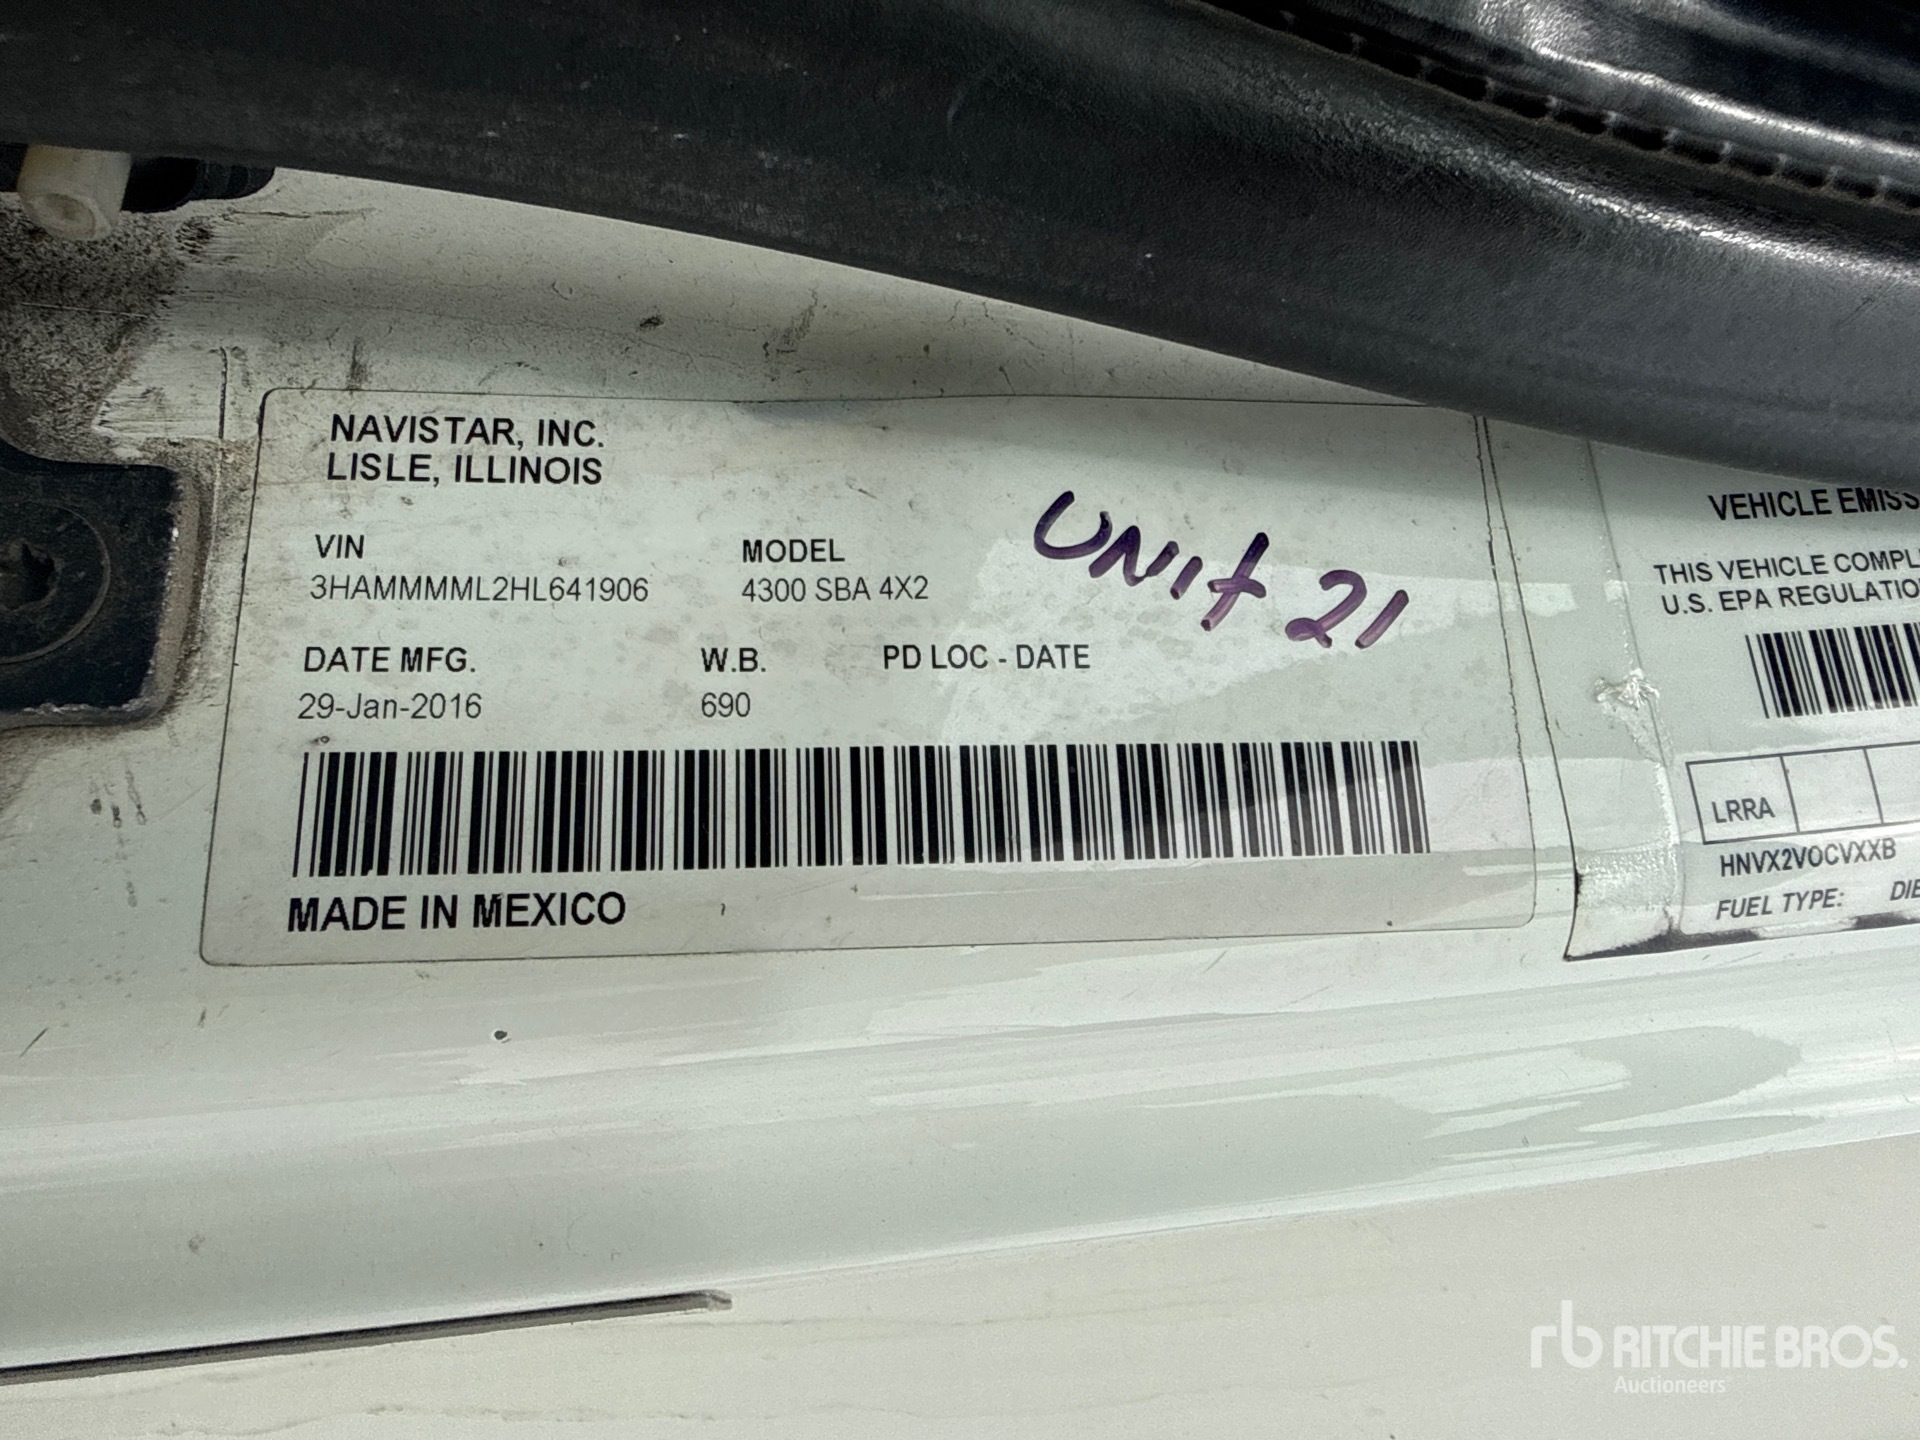 NAVISTAR, INC.
LISLE, ILLINOIS
VIN
3HAMMMML2HL641906
MODEL
4300 SBA 4X2
UNit 21
DATE MFG.
29-Jan-2016
W.B.
690
PD LOC - DATE
MADE IN MEXICO
VEHICLE EMISS
THIS VEHICLE COMPL
U.S. EPA REGULATIO
LRRA
HNVX2VOCVXXB
FUEL TYPE: DIE
rb RITCHIE BROS.
Auctioneers